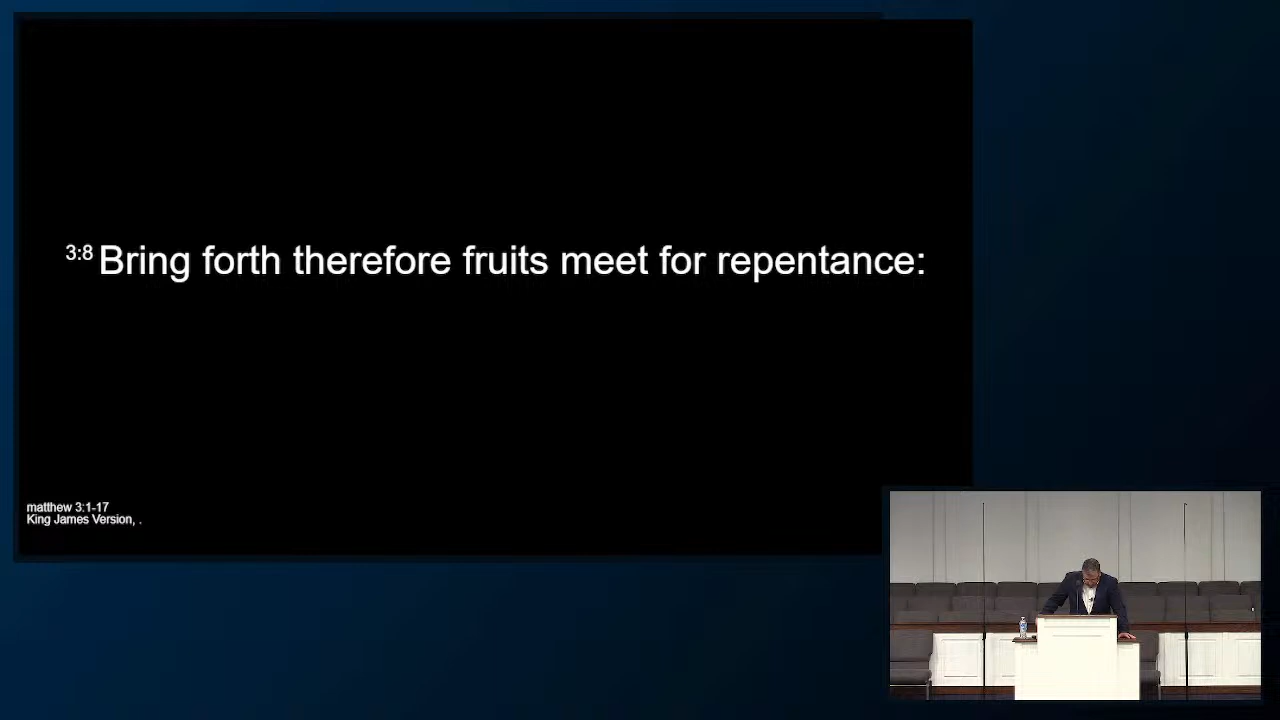 3:8 Bring forth therefore fruits meet for repentance:
matthew 3:1-17
King James Version, .